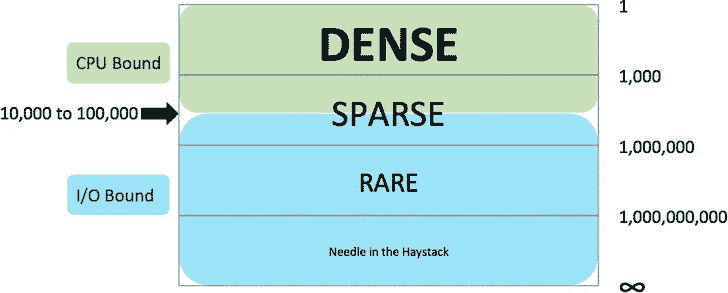 1
DENSE
CPU Bound
1,000
10,000 to 100,000
SPARSE
1,000,000
RARE
I/O Bound
1,000,000,000
Needle in the Haystack
∞